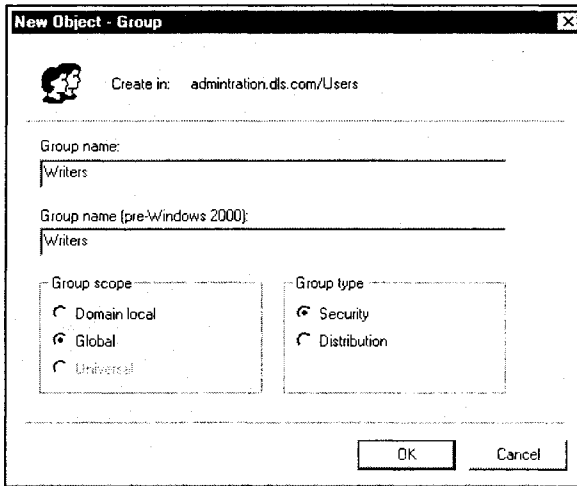 New Object - Group
Create in: admintration.dls.com/Users
Group name:
Writers
Group name (pre-Windows 2000):
Writers
Group scope
Domain local
Global
Universal
Group type
Security
Distribution
OK
Cancel